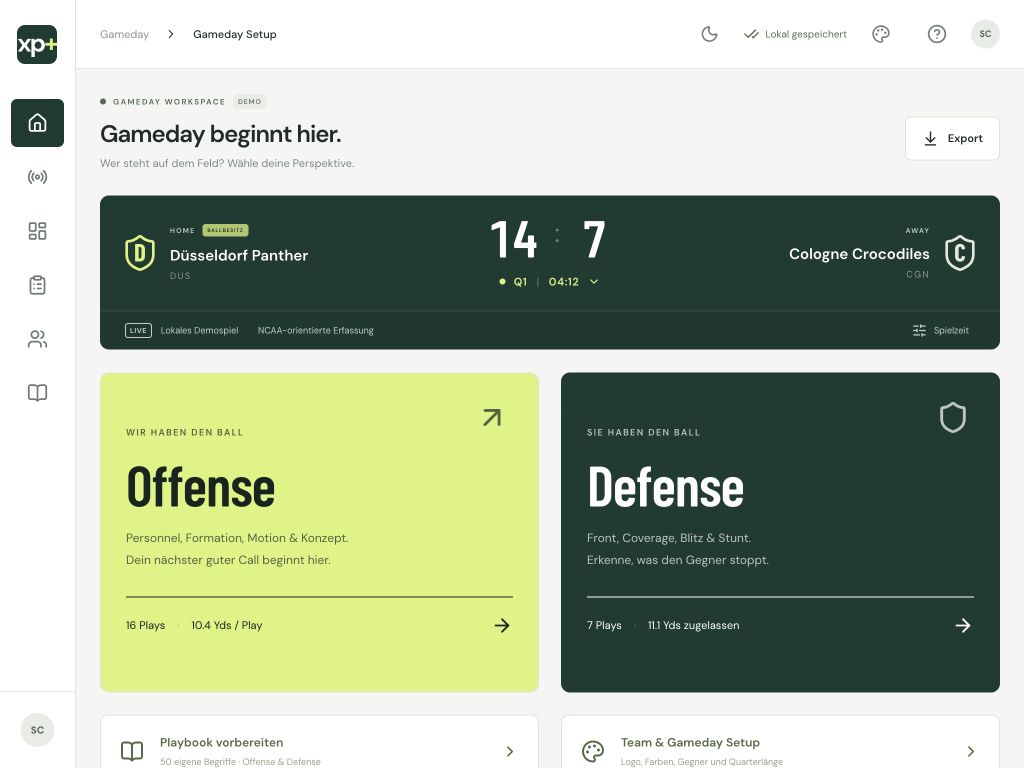 xp+
Gameday > Gameday Setup
Lokal gespeichert
SC
GAMEDAY WORKSPACE DEMO
Gameday beginnt hier.
Wer steht auf dem Feld? Wähle deine Perspektive.
Export
HOME BALLBESITZ
D
Düsseldorf Panther
DUS
14 : 7
Q1 | 04:12
AWAY
Cologne Crocodiles
C
CGN
LIVE Lokales Demospiel · NCAA-orientierte Erfassung
Spielzeit
WIR HABEN DEN BALL
Offense
Personnel, Formation, Motion & Konzept.
Dein nächster guter Call beginnt hier.
16 Plays · 10.4 Yds / Play
SIE HABEN DEN BALL
Defense
Front, Coverage, Blitz & Stunt.
Erkenne, was den Gegner stoppt.
7 Plays · 11.1 Yds zugelassen
Playbook vorbereiten
50 eigene Begriffe · Offense & Defense
Team & Gameday Setup
Logo, Farben, Gegner und Quarterlänge
SC